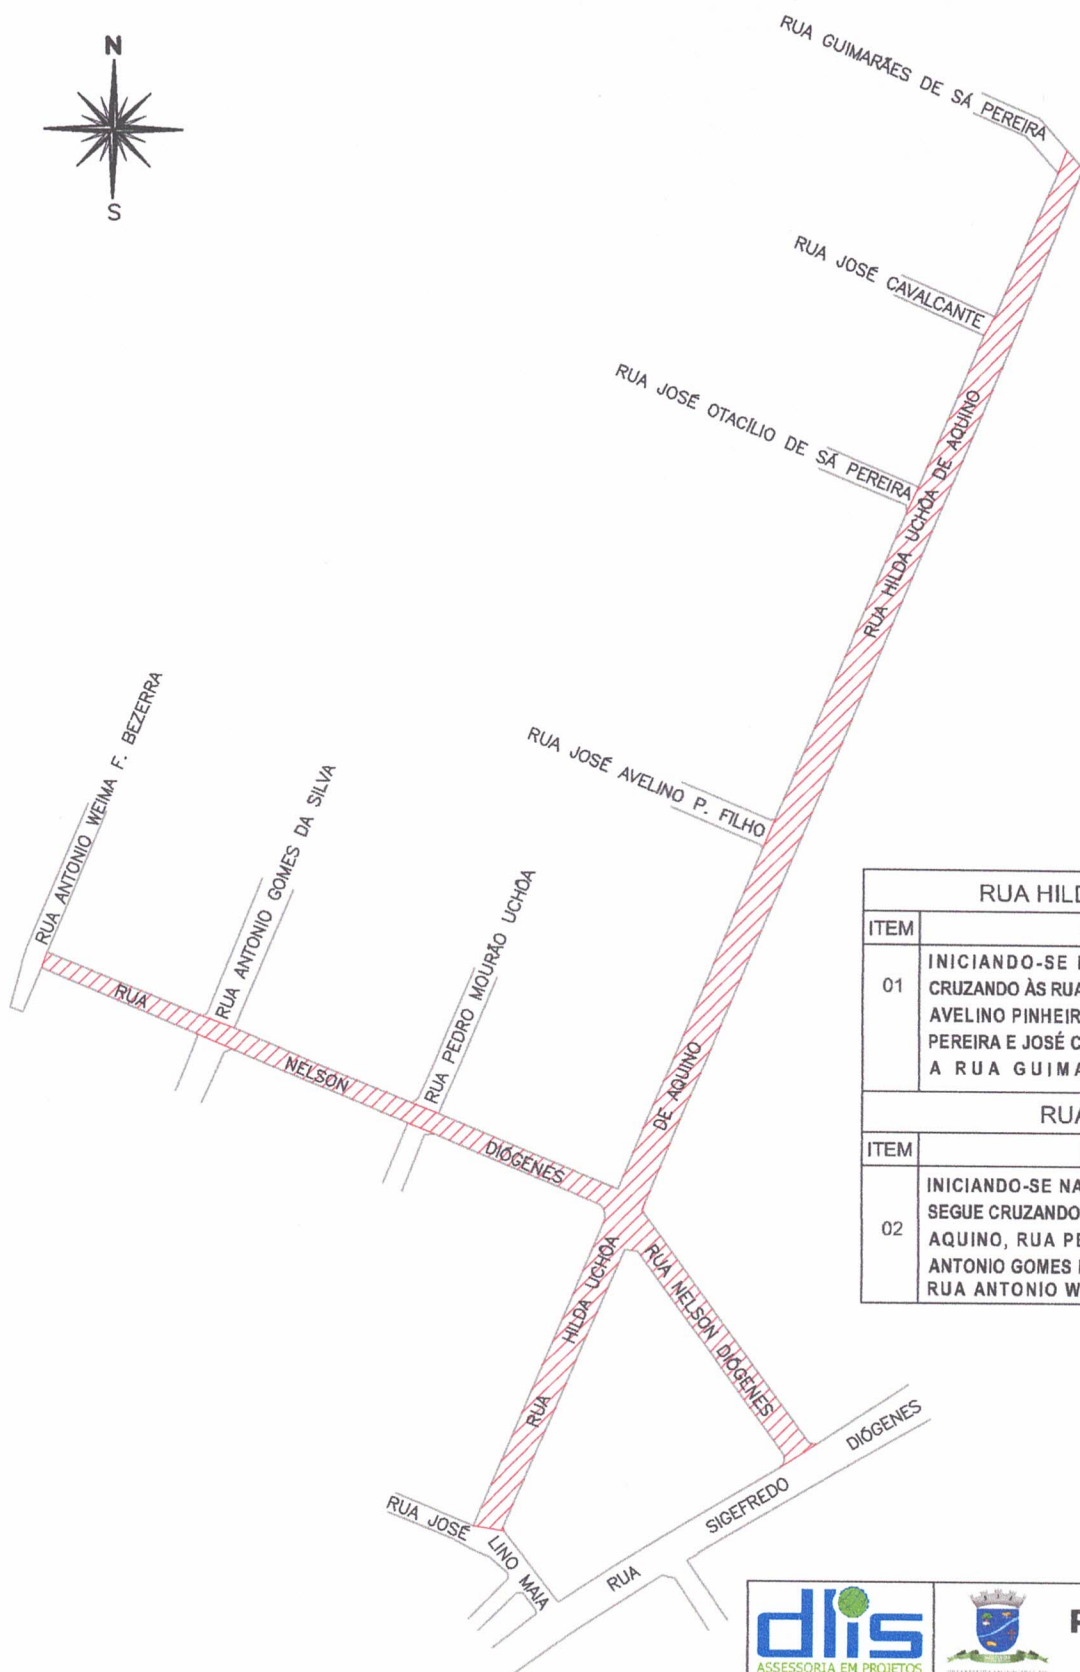 N
S
RUA GUIMARÃES DE SÁ PEREIRA
RUA JOSÉ CAVALCANTE
RUA JOSÉ OTACÍLIO DE SÁ PEREIRA
RUA HILDA UCHÔA DE AQUINO
RUA ANTONIO WEIMA F. BEZERRA
RUA JOSÉ AVELINO P. FILHO
RUA ANTONIO GOMES DA SILVA
RUA PEDRO MOURÃO UCHÔA
RUA NELSON DIÓGENES
RUA HILDA UCHÔA DE AQUINO
RUA NELSON DIÓGENES
RUA JOSÉ LINO MAIA
RUA SIGEFREDO DIÓGENES
RUA HILD
ITEM
01
INICIANDO-SE
CRUZANDO ÀS RUA
AVELINO PINHEIR
PEREIRA E JOSÉ C
A RUA GUIMA
RUA
ITEM
02
INICIANDO-SE NA
SEGUE CRUZANDO
AQUINO, RUA PE
ANTONIO GOMES
RUA ANTONIO W
dlis
ASSESSORIA EM PROJETOS
P